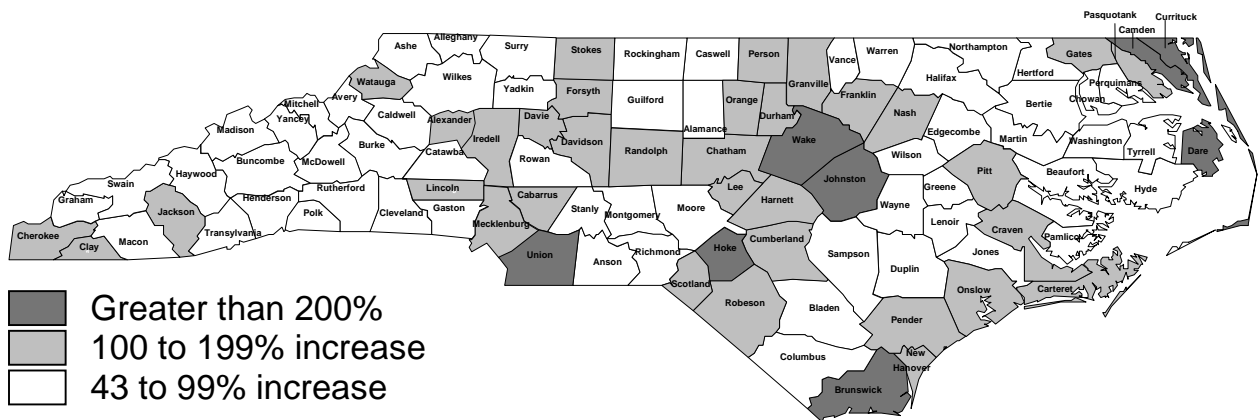 Pasquotank
Currituck
Camden
Ashe
Alleghany
Surry
Stokes
Rockingham
Caswell
Person
Granville
Vance
Warren
Northampton
Gates
Hertford
Halifax
Perquimans
Chowan
Bertie
Watauga
Wilkes
Yadkin
Forsyth
Guilford
Alamance
Orange
Durham
Franklin
Nash
Edgecombe
Martin
Washington
Tyrrell
Dare
Mitchell
Avery
Yancey
Caldwell
Alexander
Iredell
Davie
Davidson
Randolph
Chatham
Wake
Wilson
Pitt
Beaufort
Hyde
Madison
Buncombe
McDowell
Burke
Catawba
Rowan
Johnston
Greene
Swain
Haywood
Graham
Henderson
Rutherford
Lincoln
Cabarrus
Lee
Harnett
Wayne
Lenoir
Craven
Pamlico
Cherokee
Clay
Macon
Jackson
Transylvania
Polk
Cleveland
Gaston
Mecklenburg
Stanly
Montgomery
Moore
Union
Anson
Richmond
Hoke
Cumberland
Sampson
Duplin
Jones
Scotland
Robeson
Bladen
Pender
Onslow
Carteret
Columbus
New
Hanover
Brunswick
Greater than 200%
100 to 199% increase
43 to 99% increase